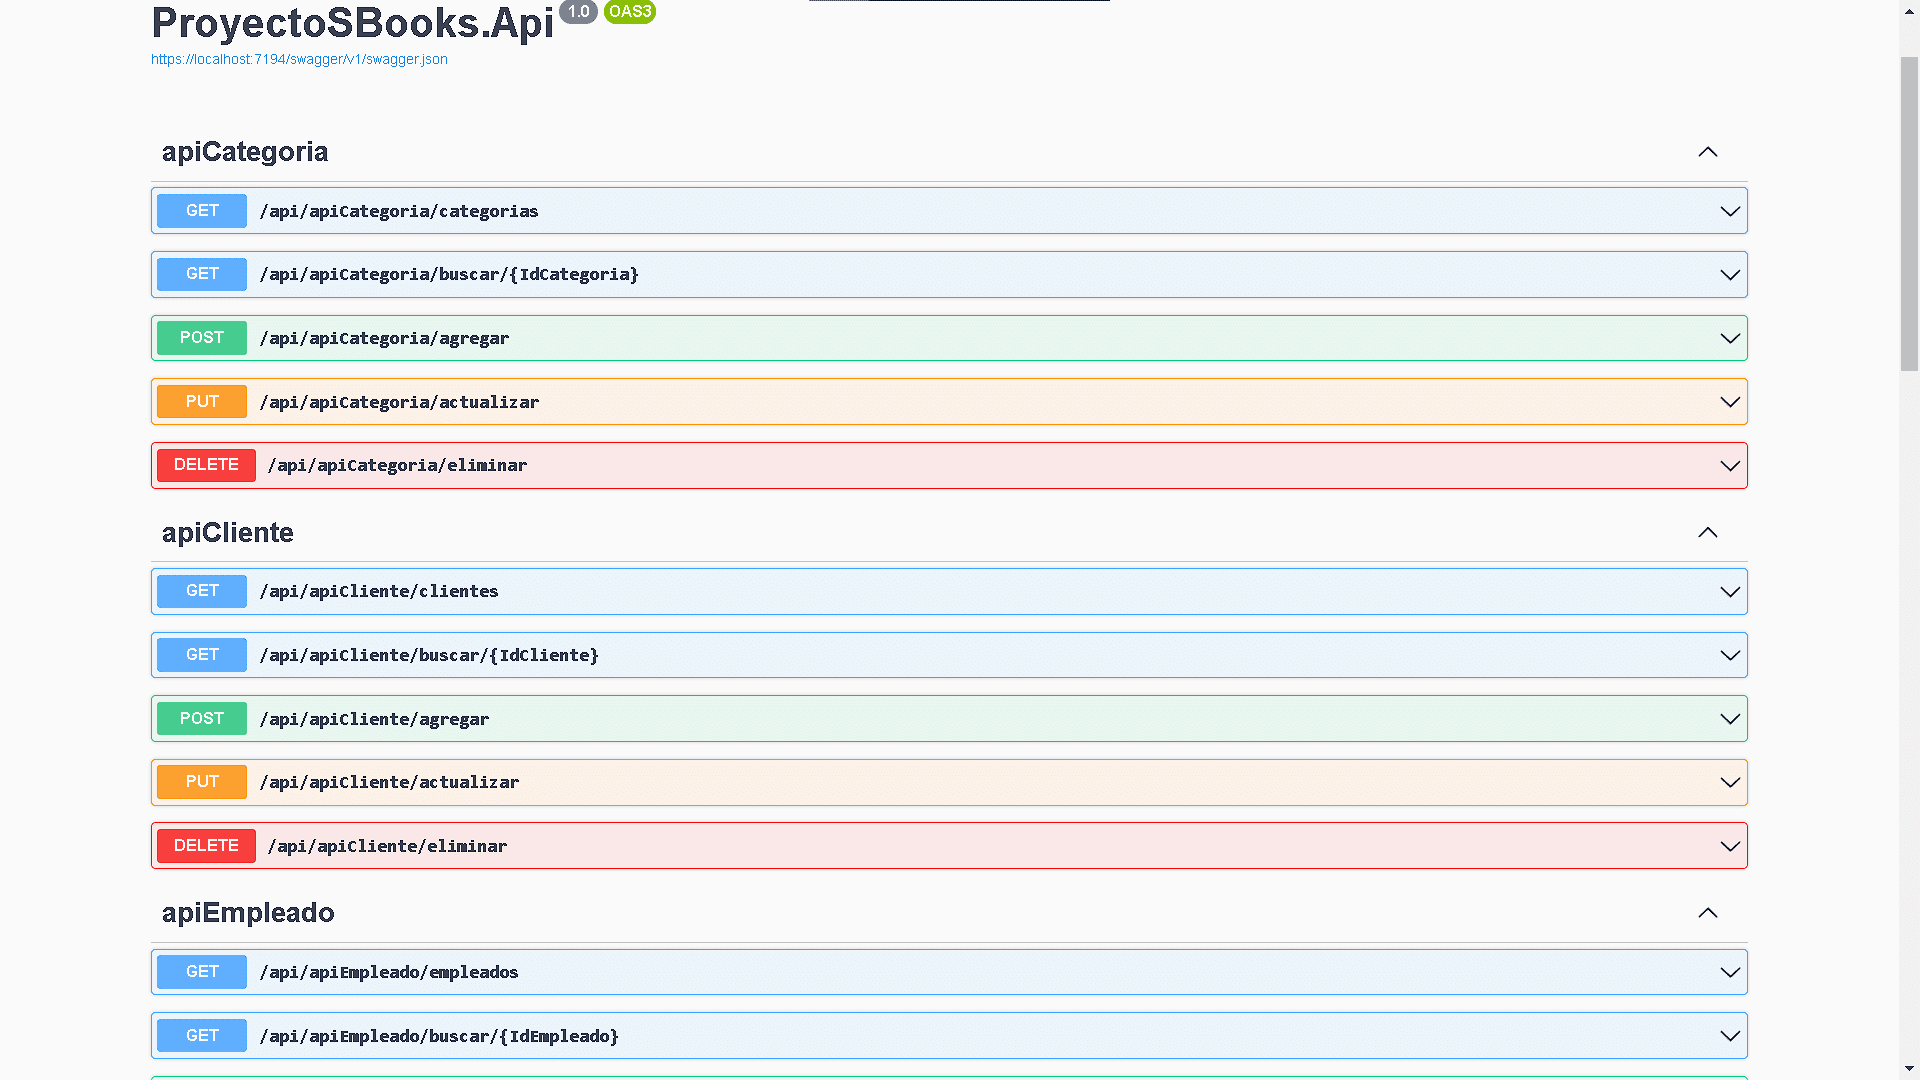 ProyectoSBooks.Api 1.0 OAS3
https://localhost:7194/swagger/v1/swagger.json
apiCategoria
GET /api/apiCategoria/categorias
GET /api/apiCategoria/buscar/{IdCategoria}
POST /api/apiCategoria/agregar
PUT /api/apiCategoria/actualizar
DELETE /api/apiCategoria/eliminar
apiCliente
GET /api/apiCliente/clientes
GET /api/apiCliente/buscar/{IdCliente}
POST /api/apiCliente/agregar
PUT /api/apiCliente/actualizar
DELETE /api/apiCliente/eliminar
apiEmpleado
GET /api/apiEmpleado/empleados
GET /api/apiEmpleado/buscar/{IdEmpleado}